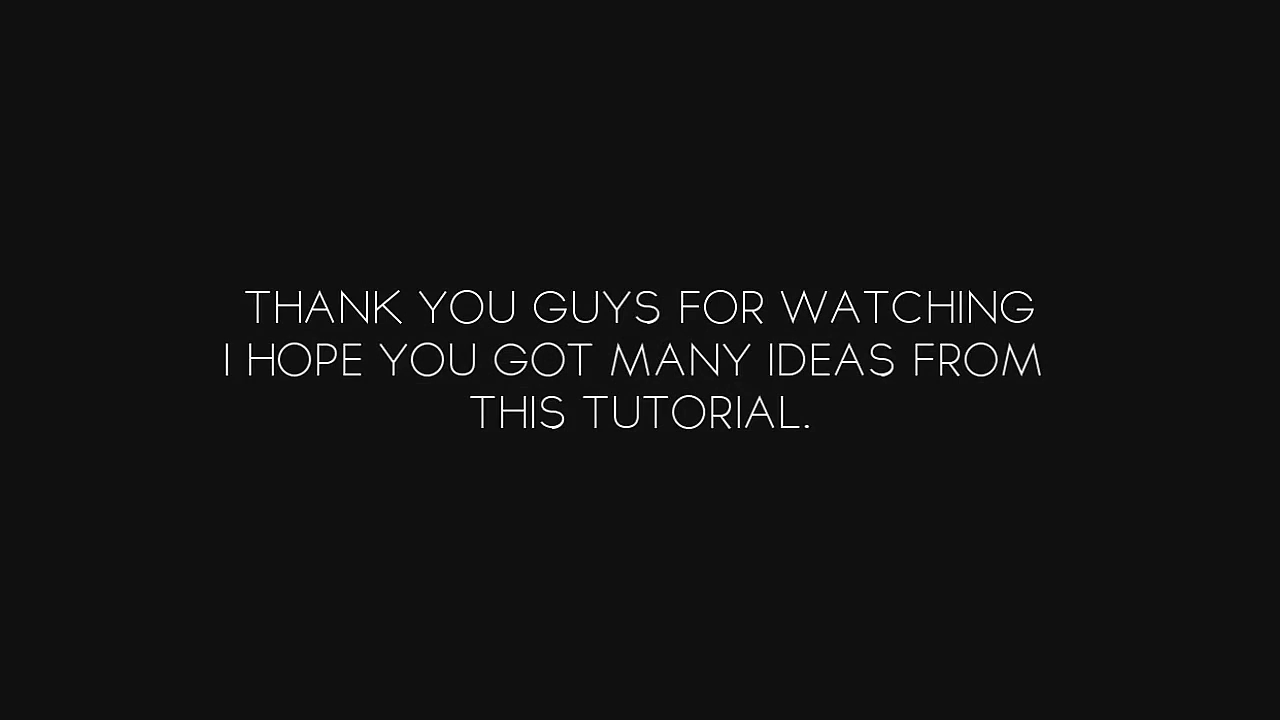 THANK YOU GUYS FOR WATCHING
I HOPE YOU GOT MANY IDEAS FROM
THIS TUTORIAL.